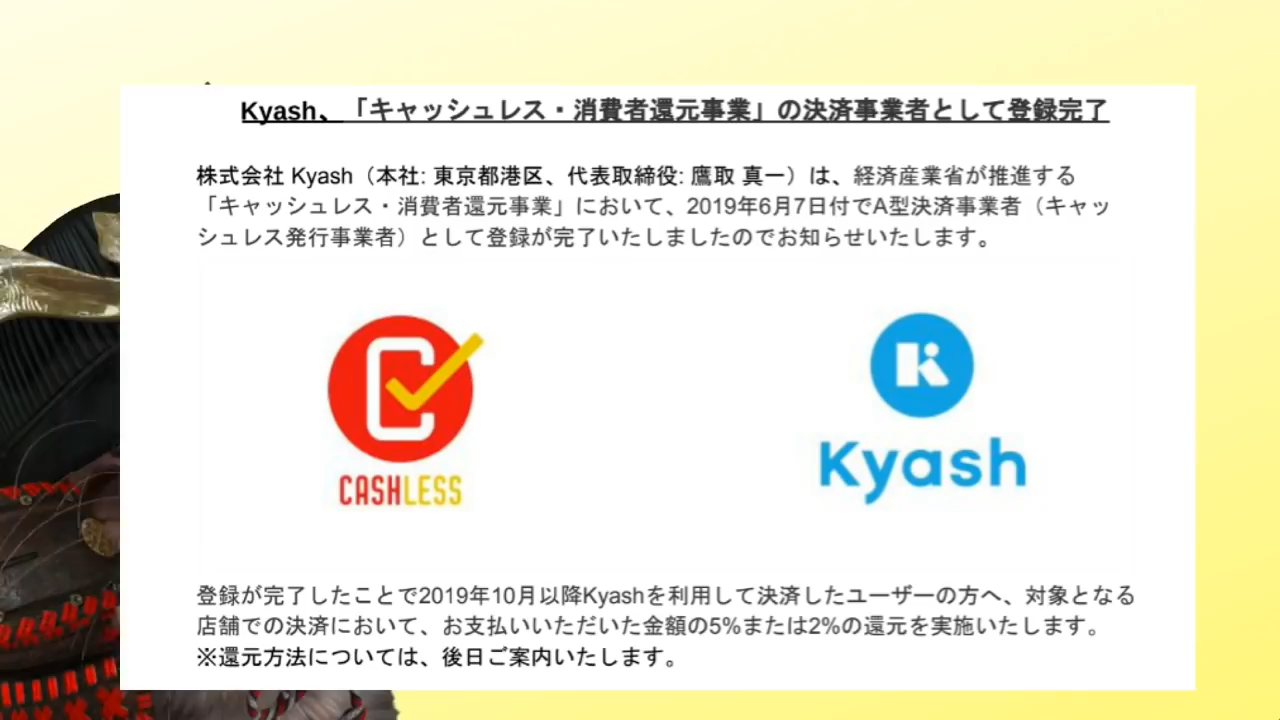 Kyash、「キャッシュレス・消費者還元事業」の決済事業者として登録完了
株式会社 Kyash（本社: 東京都港区、代表取締役: 鷹取 真一）は、経済産業省が推進する
「キャッシュレス・消費者還元事業」において、2019年6月7日付でA型決済事業者（キャッ
シュレス発行事業者）として登録が完了いたしましたのでお知らせいたします。
CASHLESS
Kyash
登録が完了したことで2019年10月以降Kyashを利用して決済したユーザーの方へ、対象となる
店舗での決済において、お支払いいただいた金額の5%または2%の還元を実施いたします。
※還元方法については、後日ご案内いたします。